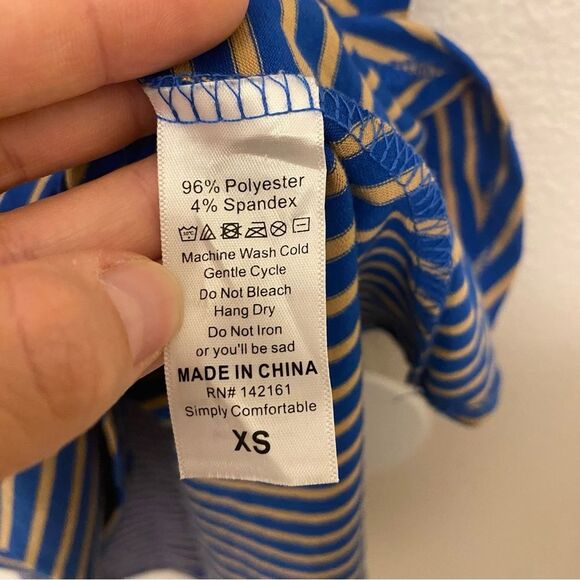 96% Polyester
4% Spandex
Machine Wash Cold
Gentle Cycle
Do Not Bleach
Hang Dry
Do Not Iron
or you'll be sad
MADE IN CHINA
RN# 142161
Simply Comfortable
XS